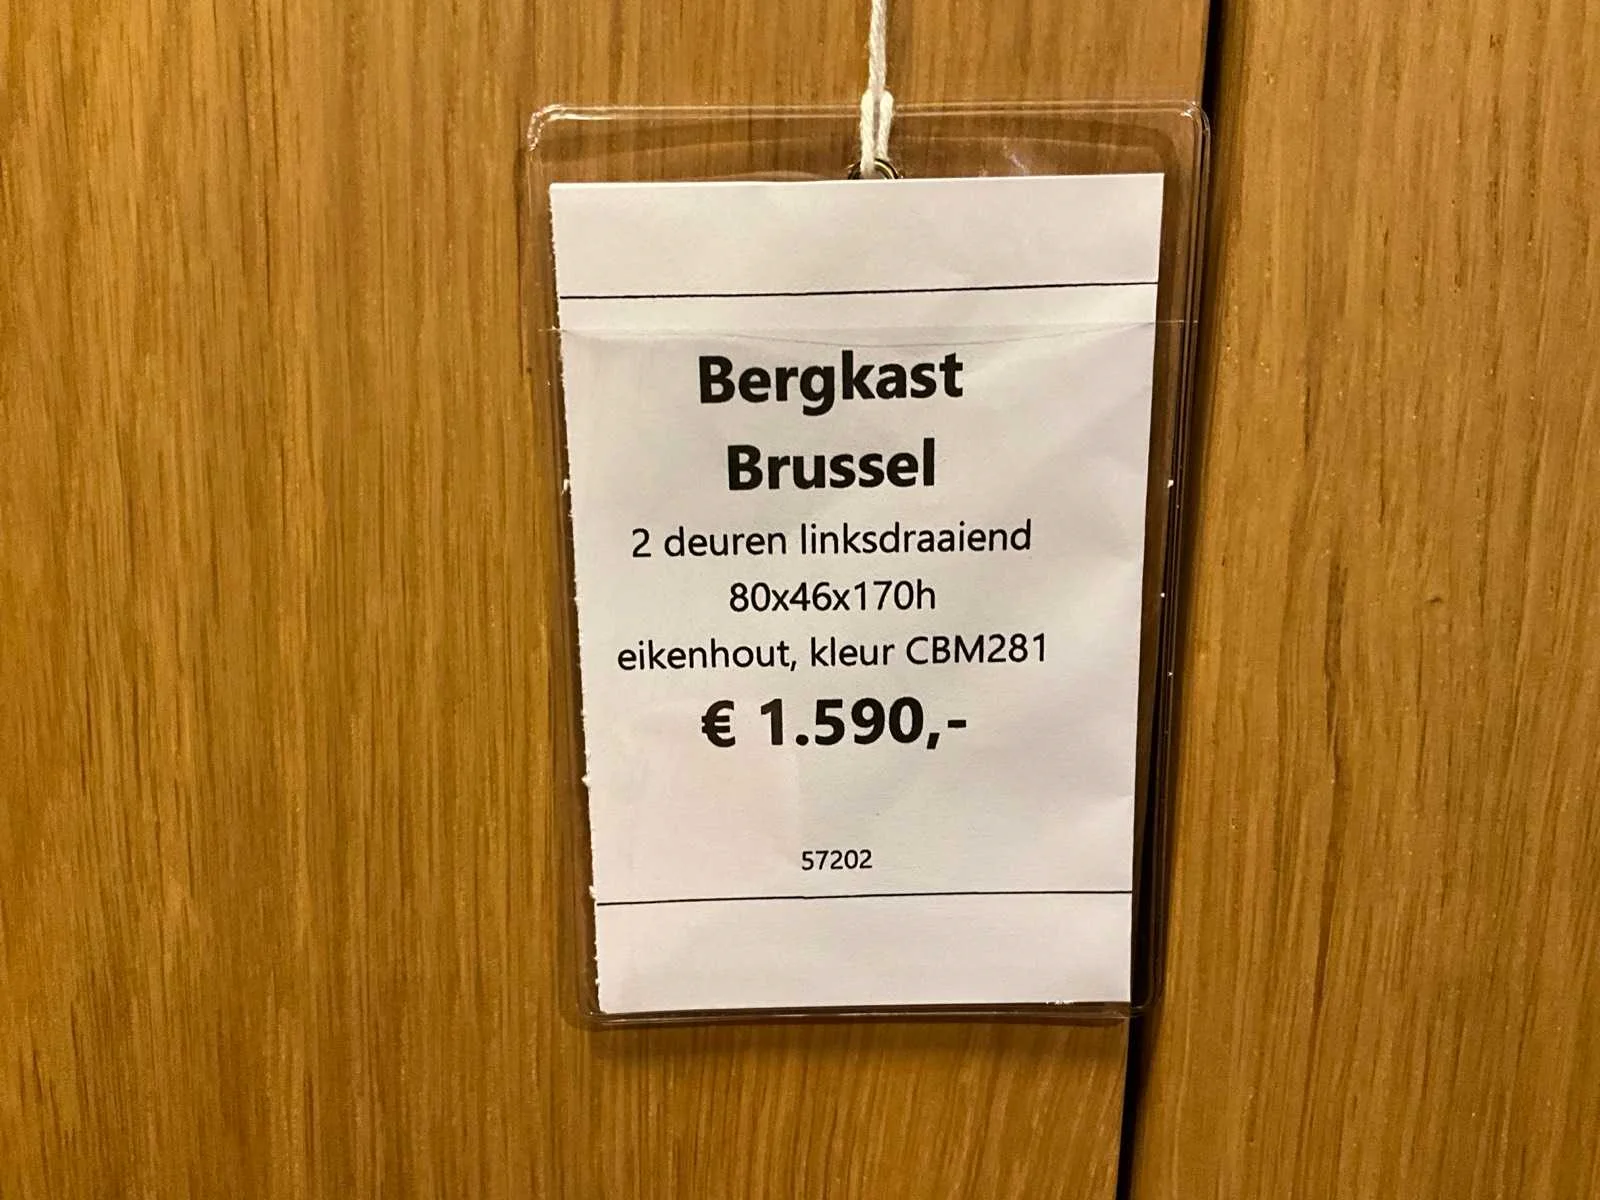 Bergkast
Brussel
2 deuren linksdraaiend
80x46x170h
eikenhout, kleur CBM281
€ 1.590,-
57202